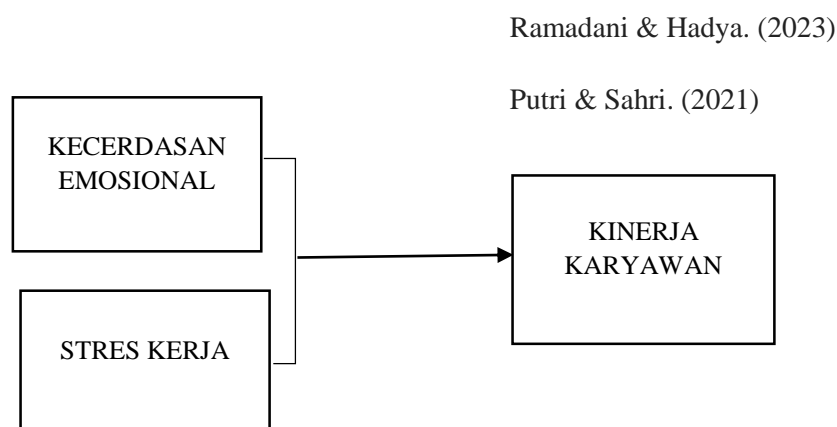 Ramadani & Hadya. (2023)
Putri & Sahri. (2021)
KECERDASAN
EMOSIONAL
KINERJA
KARYAWAN
STRES KERJA